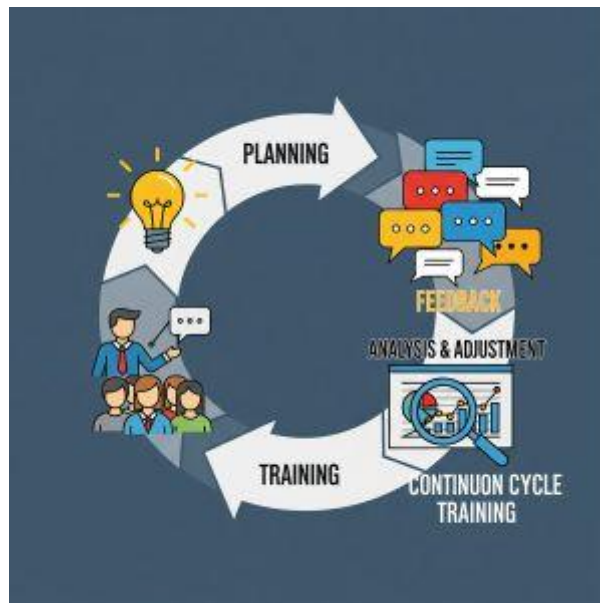 PLANNING
FEEDBACK
ANALYSIS & ADJUSTMENT
TRAINING
CONTINUON CYCLE
TRAINING